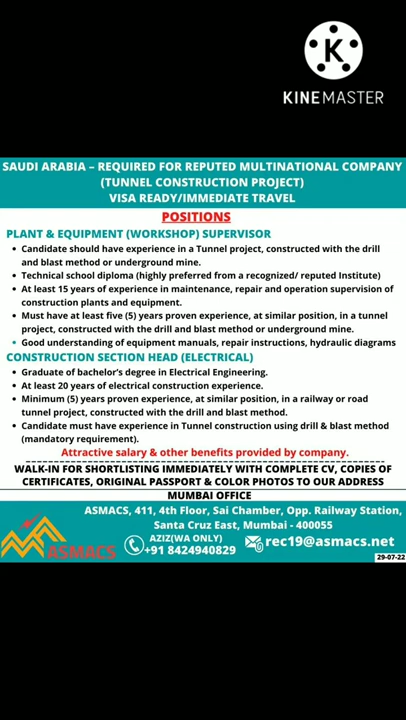 KINEMASTER
SAUDI ARABIA – REQUIRED FOR REPUTED MULTINATIONAL COMPANY
(TUNNEL CONSTRUCTION PROJECT)
VISA READY/IMMEDIATE TRAVEL
POSITIONS
PLANT & EQUIPMENT (WORKSHOP) SUPERVISOR
• Candidate should have experience in a Tunnel project, constructed with the drill
and blast method or underground mine.
• Technical school diploma (highly preferred from a recognized/ reputed Institute)
• At least 15 years of experience in maintenance, repair and operation supervision of
construction plants and equipment.
• Must have at least five (5) years proven experience, at similar position, in a tunnel
project, constructed with the drill and blast method or underground mine.
• Good understanding of equipment manuals, repair instructions, hydraulic diagrams
CONSTRUCTION SECTION HEAD (ELECTRICAL)
• Graduate of bachelor’s degree in Electrical Engineering.
• At least 20 years of electrical construction experience.
• Minimum (5) years proven experience, at similar position, in a railway or road
tunnel project, constructed with the drill and blast method.
• Candidate must have experience in Tunnel construction using drill & blast method
(mandatory requirement).
Attractive salary & other benefits provided by company.
WALK-IN FOR SHORTLISTING IMMEDIATELY WITH COMPLETE CV, COPIES OF
CERTIFICATES, ORIGINAL PASSPORT & COLOR PHOTOS TO OUR ADDRESS
MUMBAI OFFICE
ASMACS, 411, 4th Floor, Sai Chamber, Opp. Railway Station,
Santa Cruz East, Mumbai - 400055
ASMACS
AZIZ(WA ONLY)
+91 8424940829
rec19@asmacs.net
29-07-22